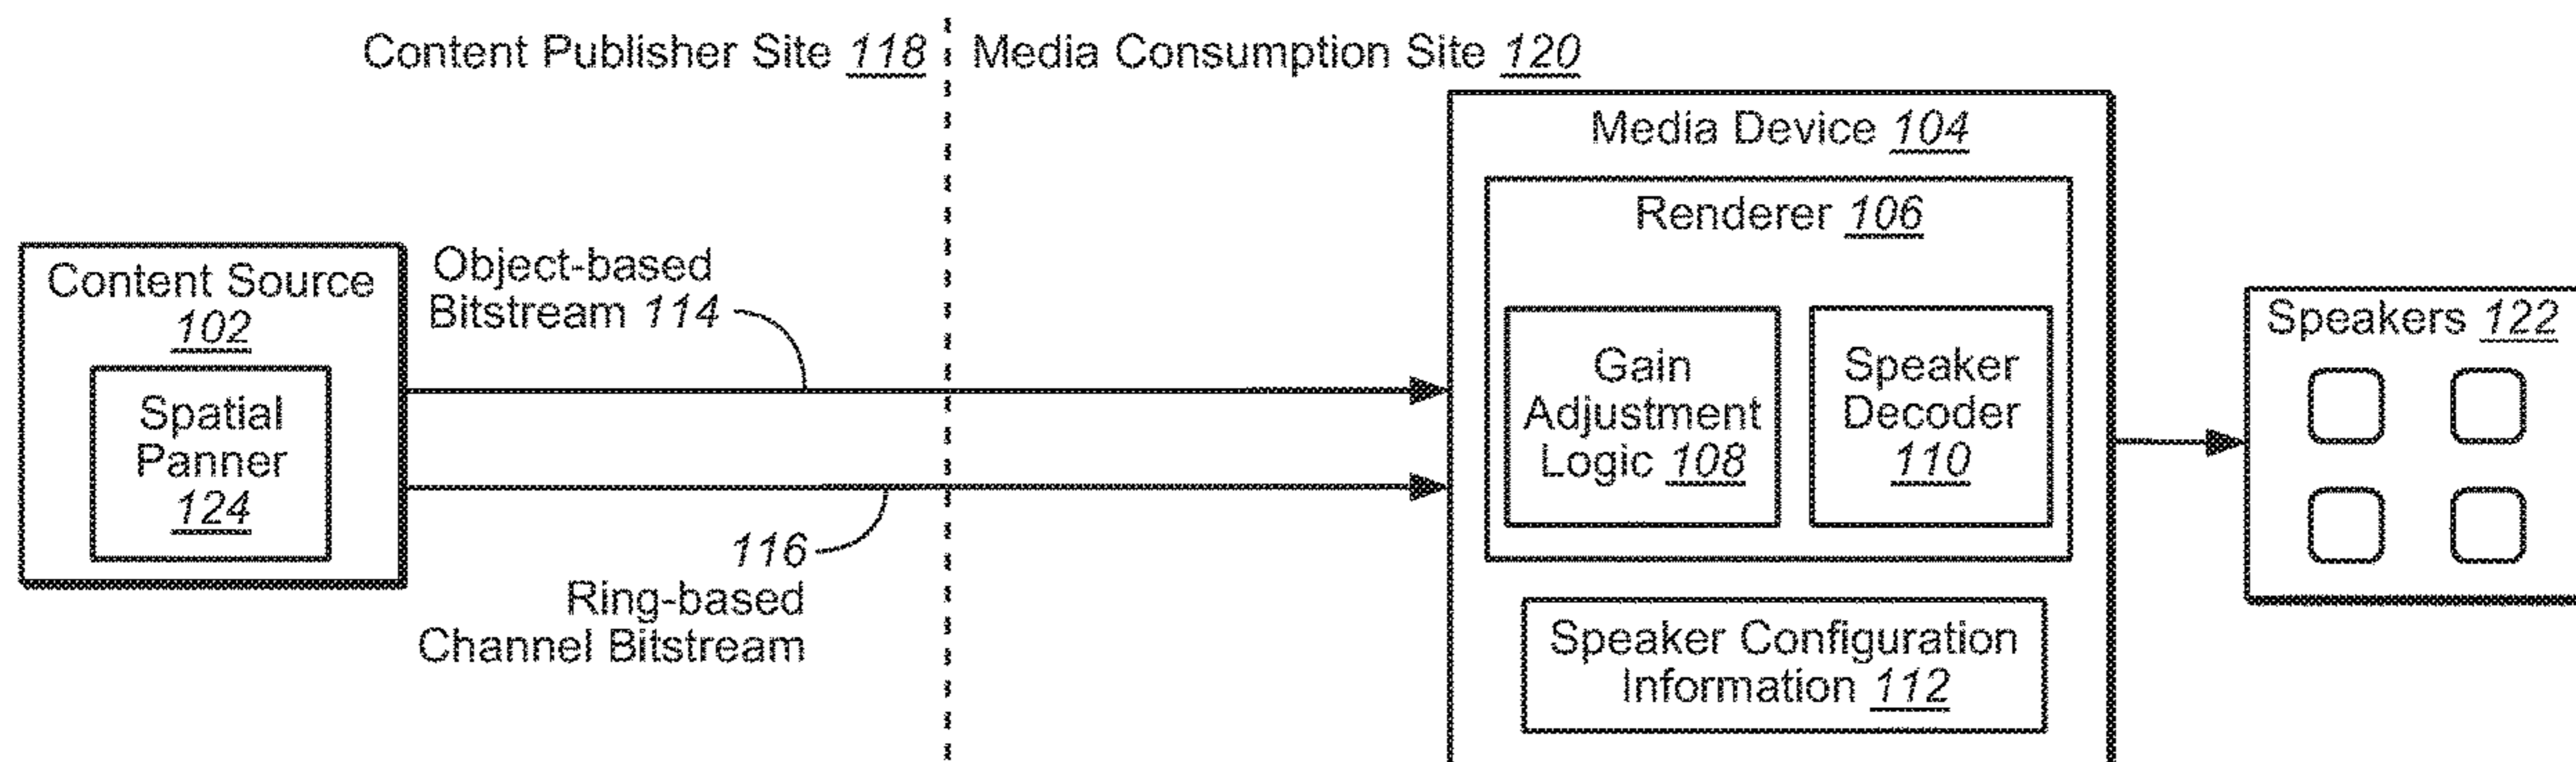 Content Publisher Site 118
Media Consumption Site 120
Content Source
102
Spatial
Panner
124
Object-based
Bitstream 114
116
Ring-based
Channel Bitstream
Media Device 104
Renderer 106
Gain
Adjustment
Logic 108
Speaker
Decoder
110
Speaker Configuration
Information 112
Speakers 122